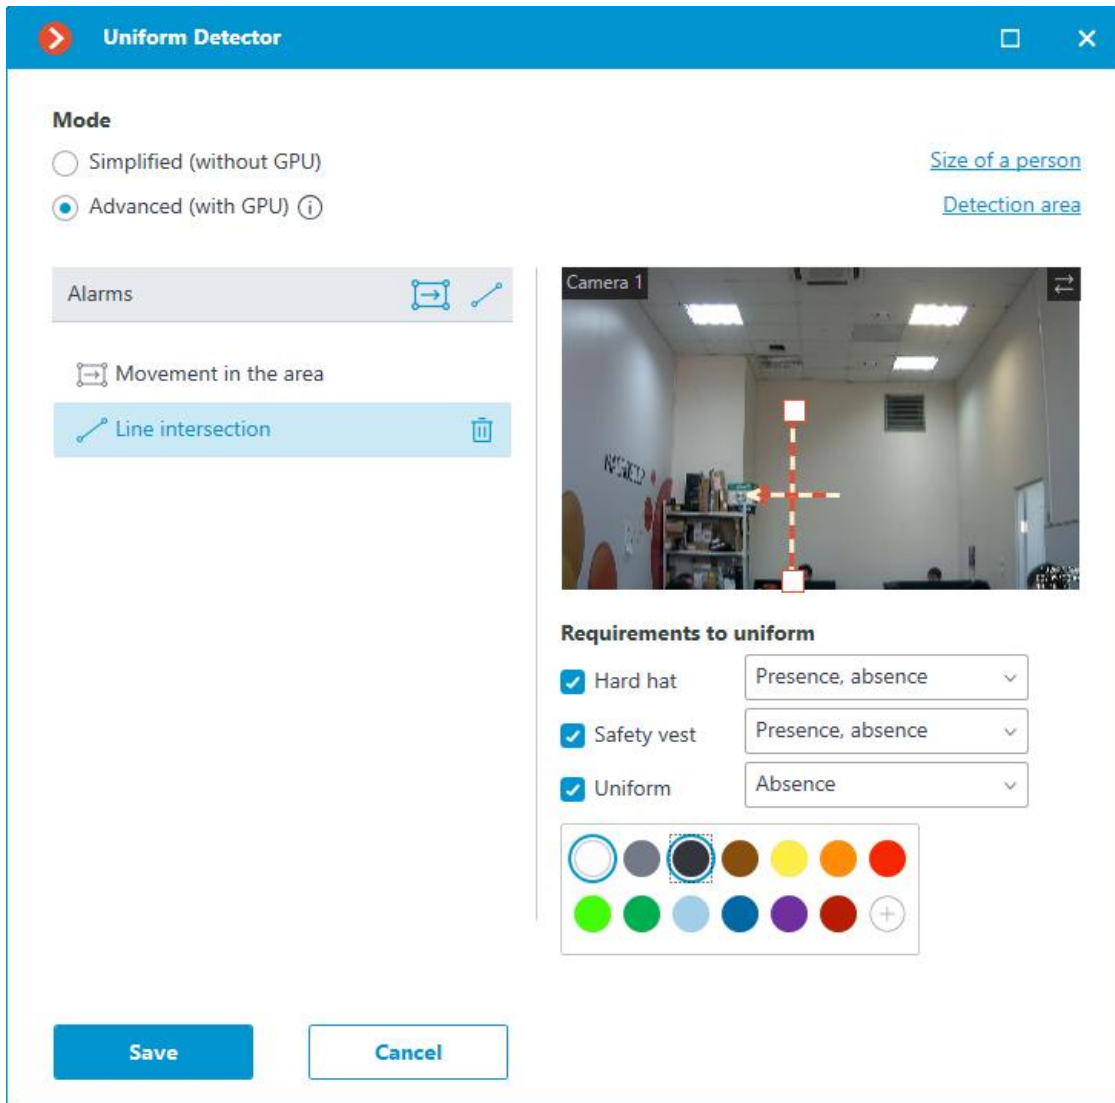 Uniform Detector
Mode
Simplified (without GPU)
Advanced (with GPU)
Size of a person
Detection area
Alarms
Movement in the area
Line intersection
Camera 1
Requirements to uniform
Hard hat
Presence, absence
Safety vest
Presence, absence
Uniform
Absence
Save
Cancel